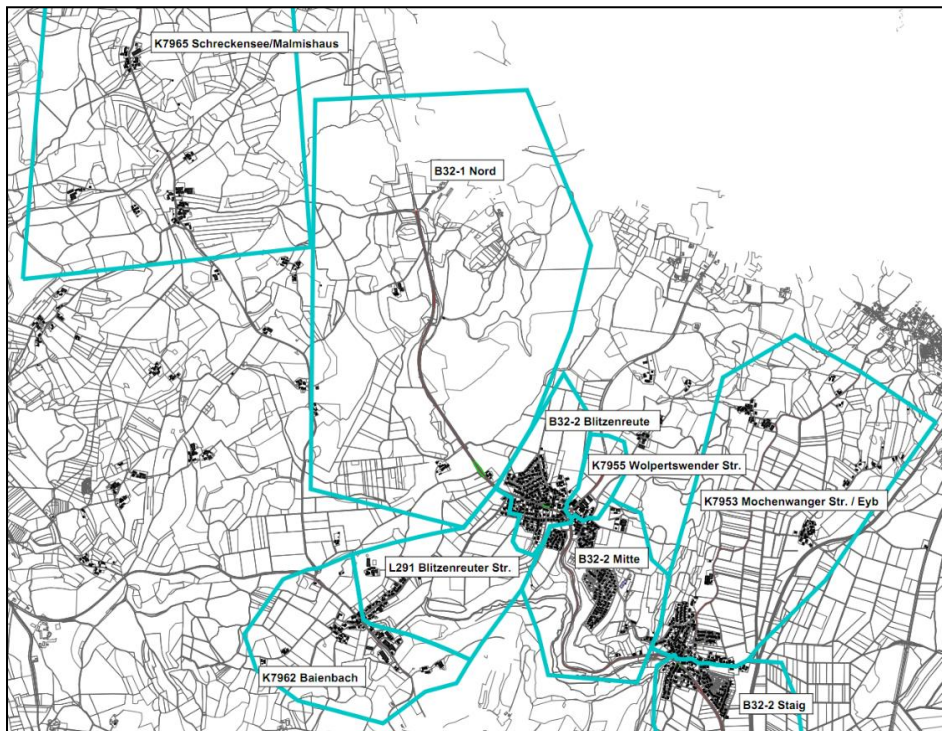 K7965 Schreckensee/Malmishaus
B32-1 Nord
B32-2 Blitzenreute
K7955 Wolpertswender Str.
K7953 Mochenwanger Str. / Eyb
L291 Blitzenreuter Str.
B32-2 Mitte
K7962 Baienbach
B32-2 Staig